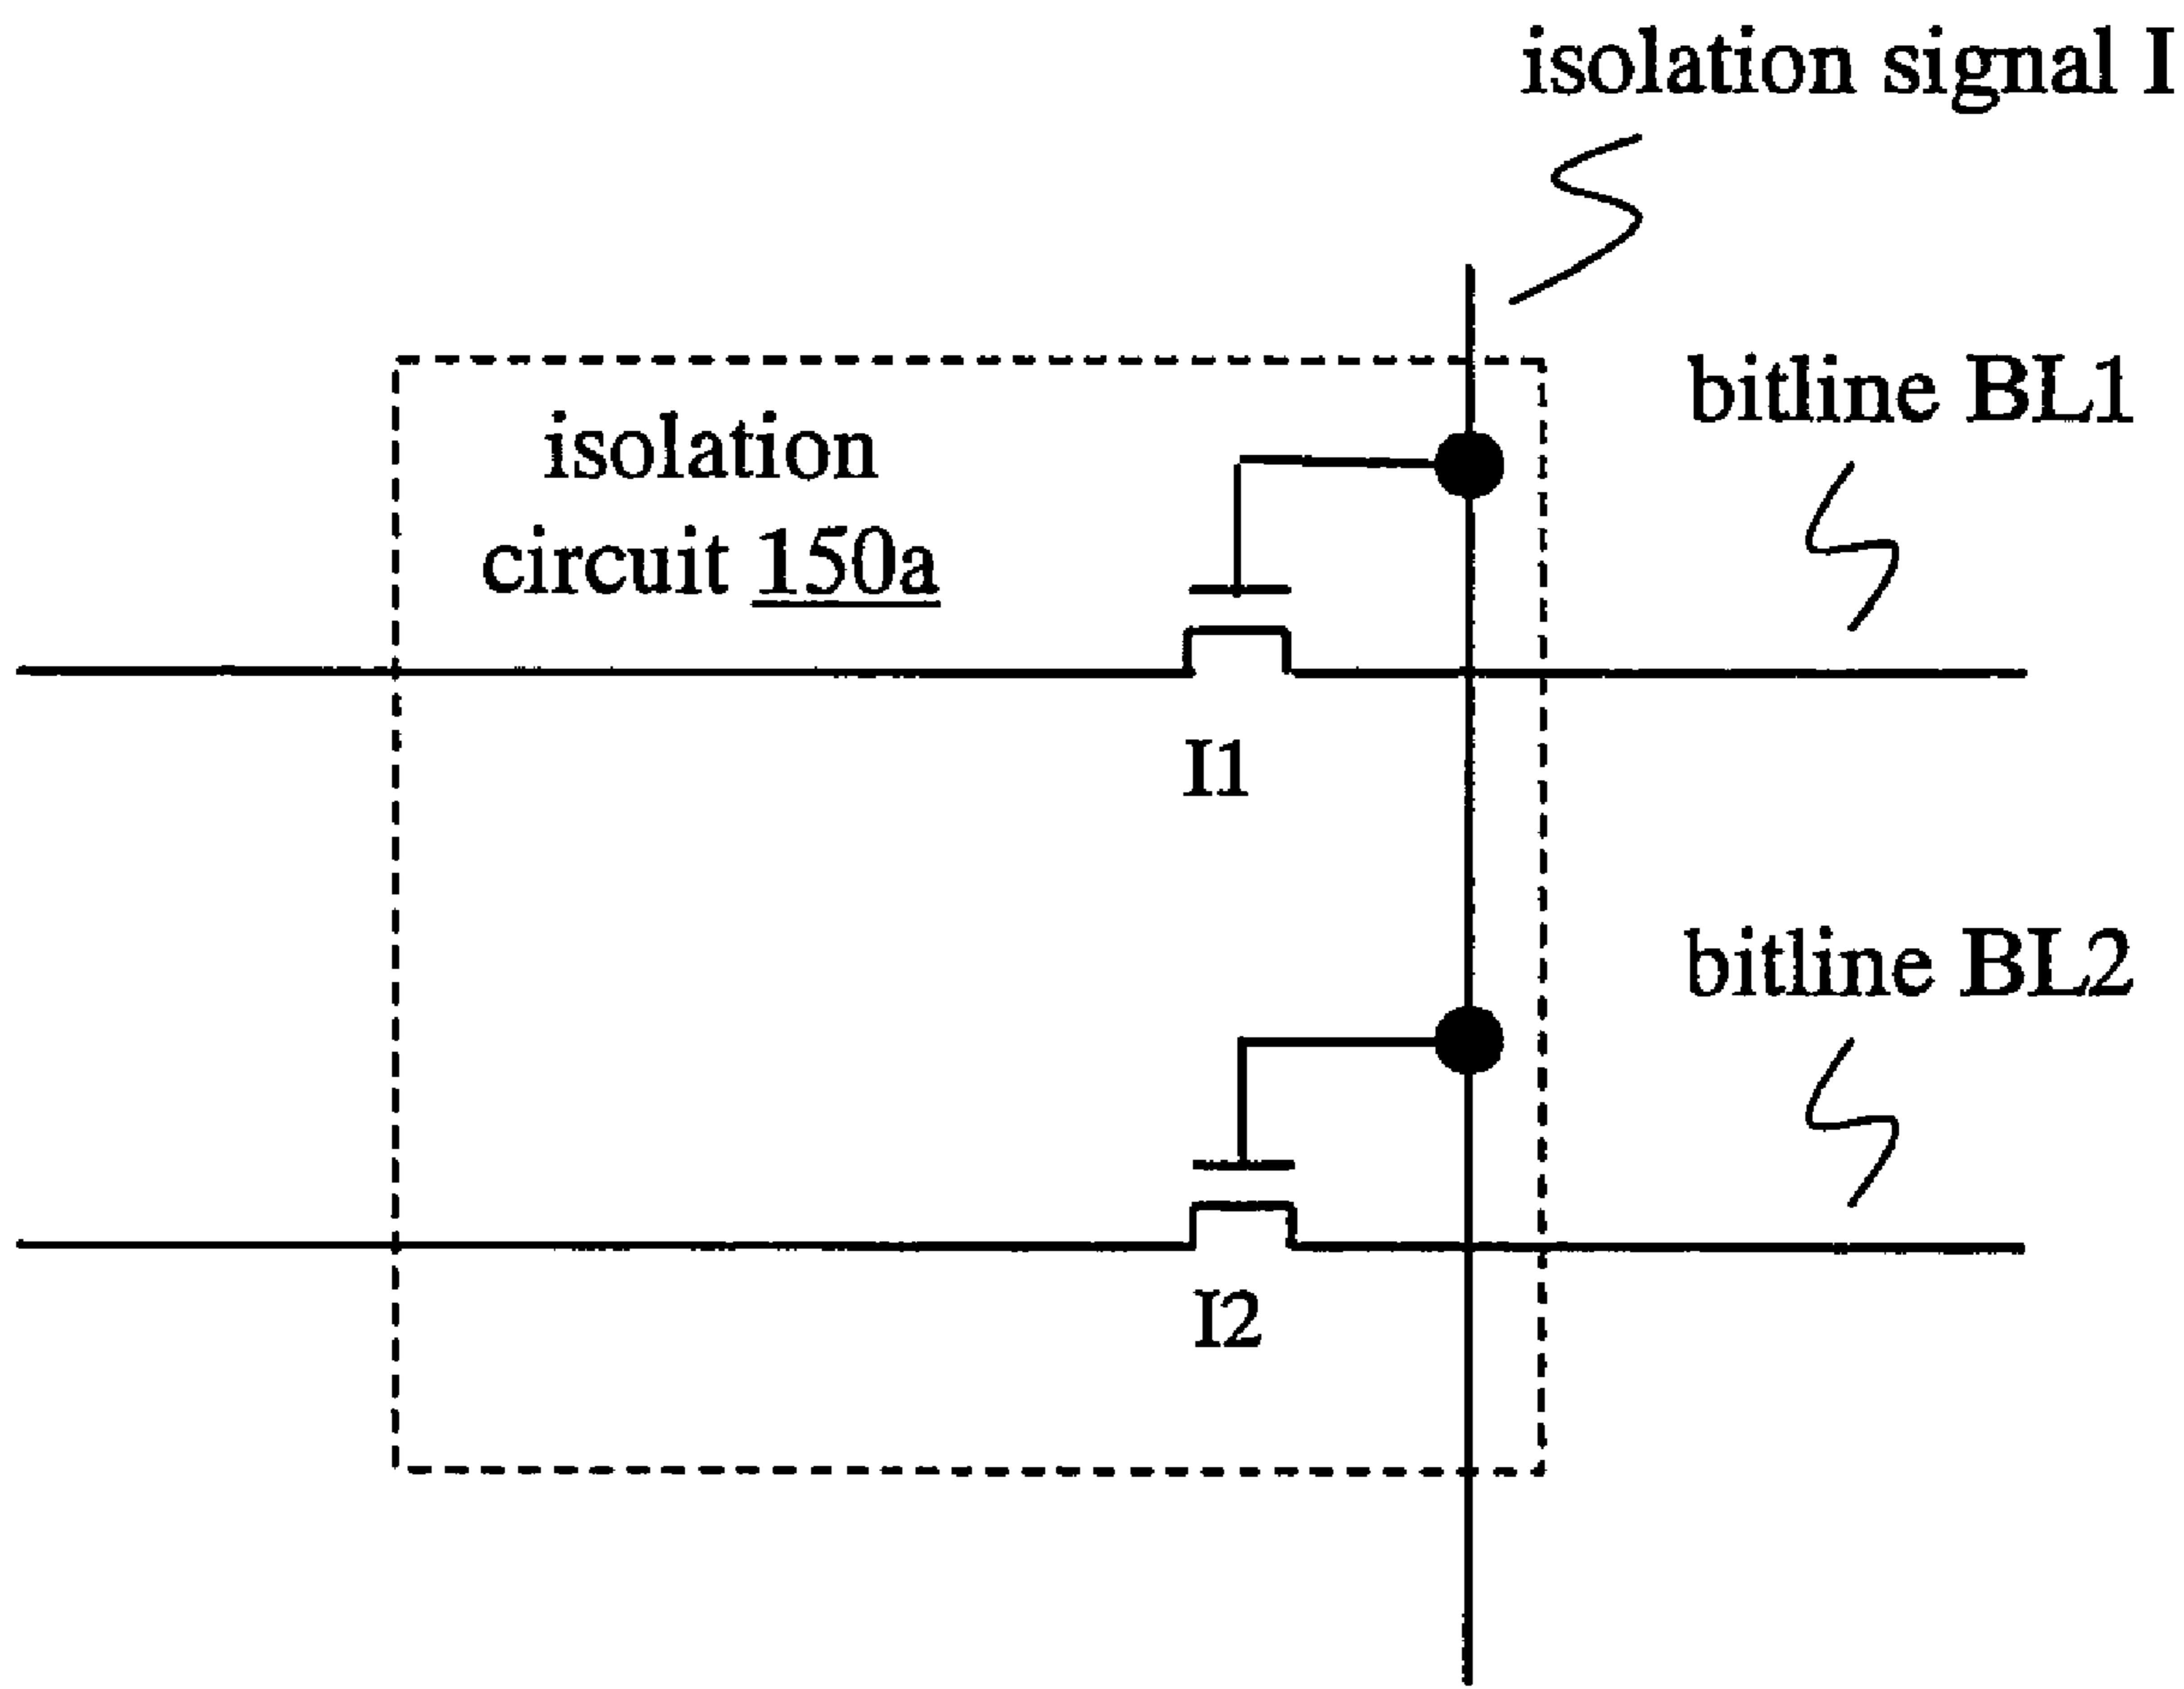 isolation signal I
bitline BL1
isolation
circuit 150a
I1
bitline BL2
I2